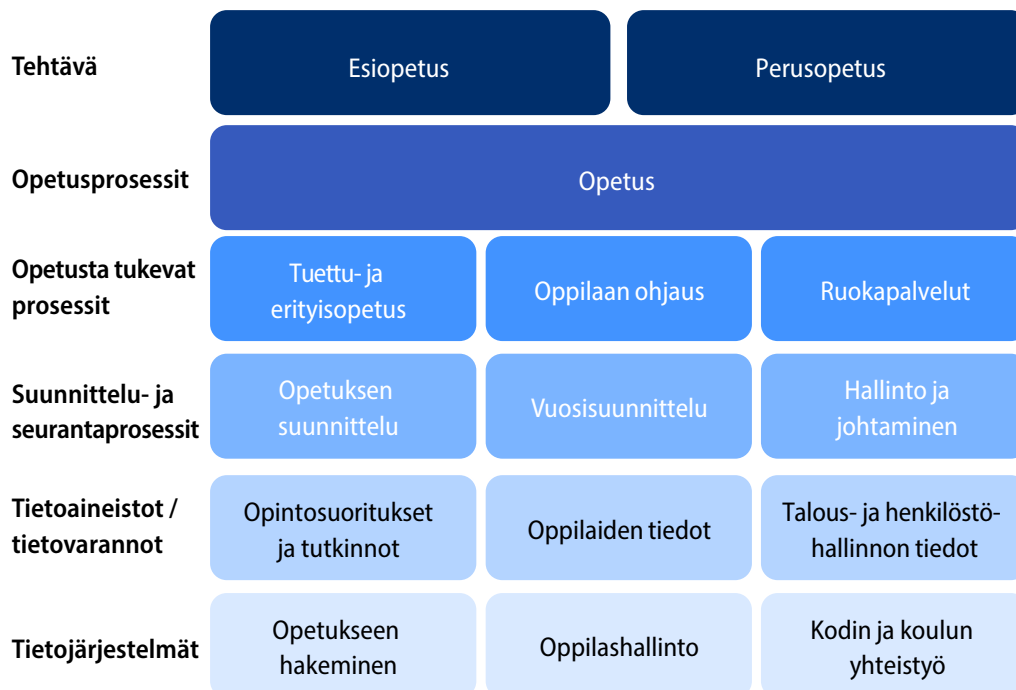 Tehtävä
Esiopetus
Perusopetus
Opetusprosessit
Opetus
Opetusta tukevat
prosessit
Tuettu- ja
erityisopetus
Oppilaan ohjaus
Ruokapalvelut
Suunnittelu- ja
seurantaprosessit
Opetuksen
suunnittelu
Vuosisuunnittelu
Hallinto ja
johtaminen
Tietoaineistot /
tietovarannot
Opintosuoritukset
ja tutkinnot
Oppilaiden tiedot
Talous- ja henkilöstö-
hallinnon tiedot
Tietojärjestelmät
Opetukseen
hakeminen
Oppilashallinto
Kodin ja koulun
yhteistyö